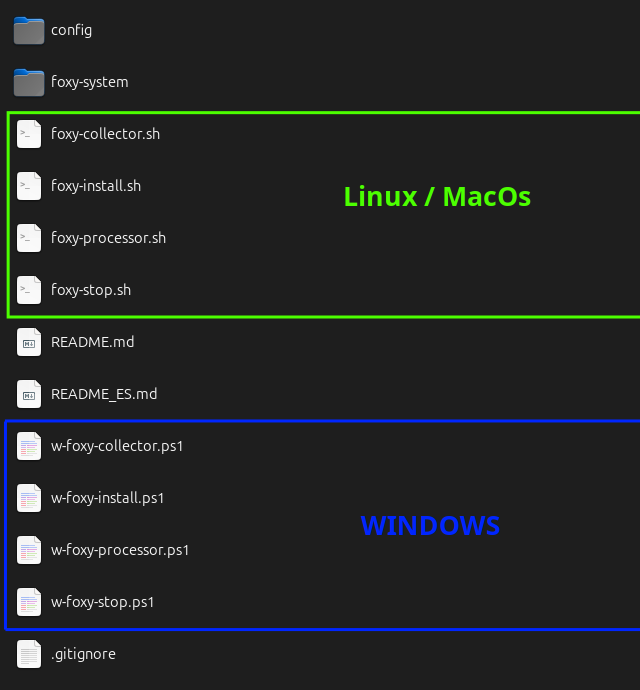 config
foxy-system
foxy-collector.sh
foxy-install.sh
Linux / MacOs
foxy-processor.sh
foxy-stop.sh
README.md
README_ES.md
w-foxy-collector.ps1
w-foxy-install.ps1
WINDOWS
w-foxy-processor.ps1
w-foxy-stop.ps1
.gitignore